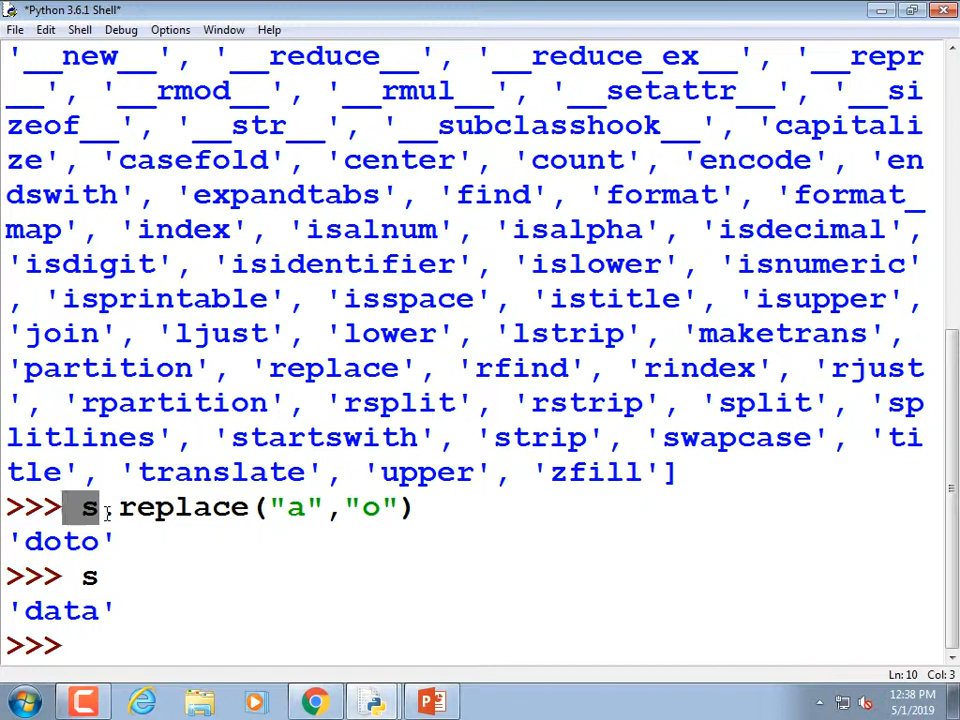 *Python 3.6.1 Shell*
File Edit Shell Debug Options Window Help
'__new__', '__reduce__', '__reduce_ex__', '__repr
__', '__rmod__', '__rmul__', '__setattr__', '__si
zeof__', '__str__', '__subclasshook__', 'capitali
ze', 'casefold', 'center', 'count', 'encode', 'en
dswith', 'expandtabs', 'find', 'format', 'format_
map', 'index', 'isalnum', 'isalpha', 'isdecimal',
'isdigit', 'isidentifier', 'islower', 'isnumeric'
, 'isprintable', 'isspace', 'istitle', 'isupper',
'join', 'ljust', 'lower', 'lstrip', 'maketrans',
'partition', 'replace', 'rfind', 'rindex', 'rjust
', 'rpartition', 'rsplit', 'rstrip', 'split', 'sp
litlines', 'startswith', 'strip', 'swapcase', 'ti
tle', 'translate', 'upper', 'zfill']
>>> s.replace("a","o")
'doto'
>>> s
'data'
>>>
Ln: 10 Col: 3
12:38 PM
5/1/2019